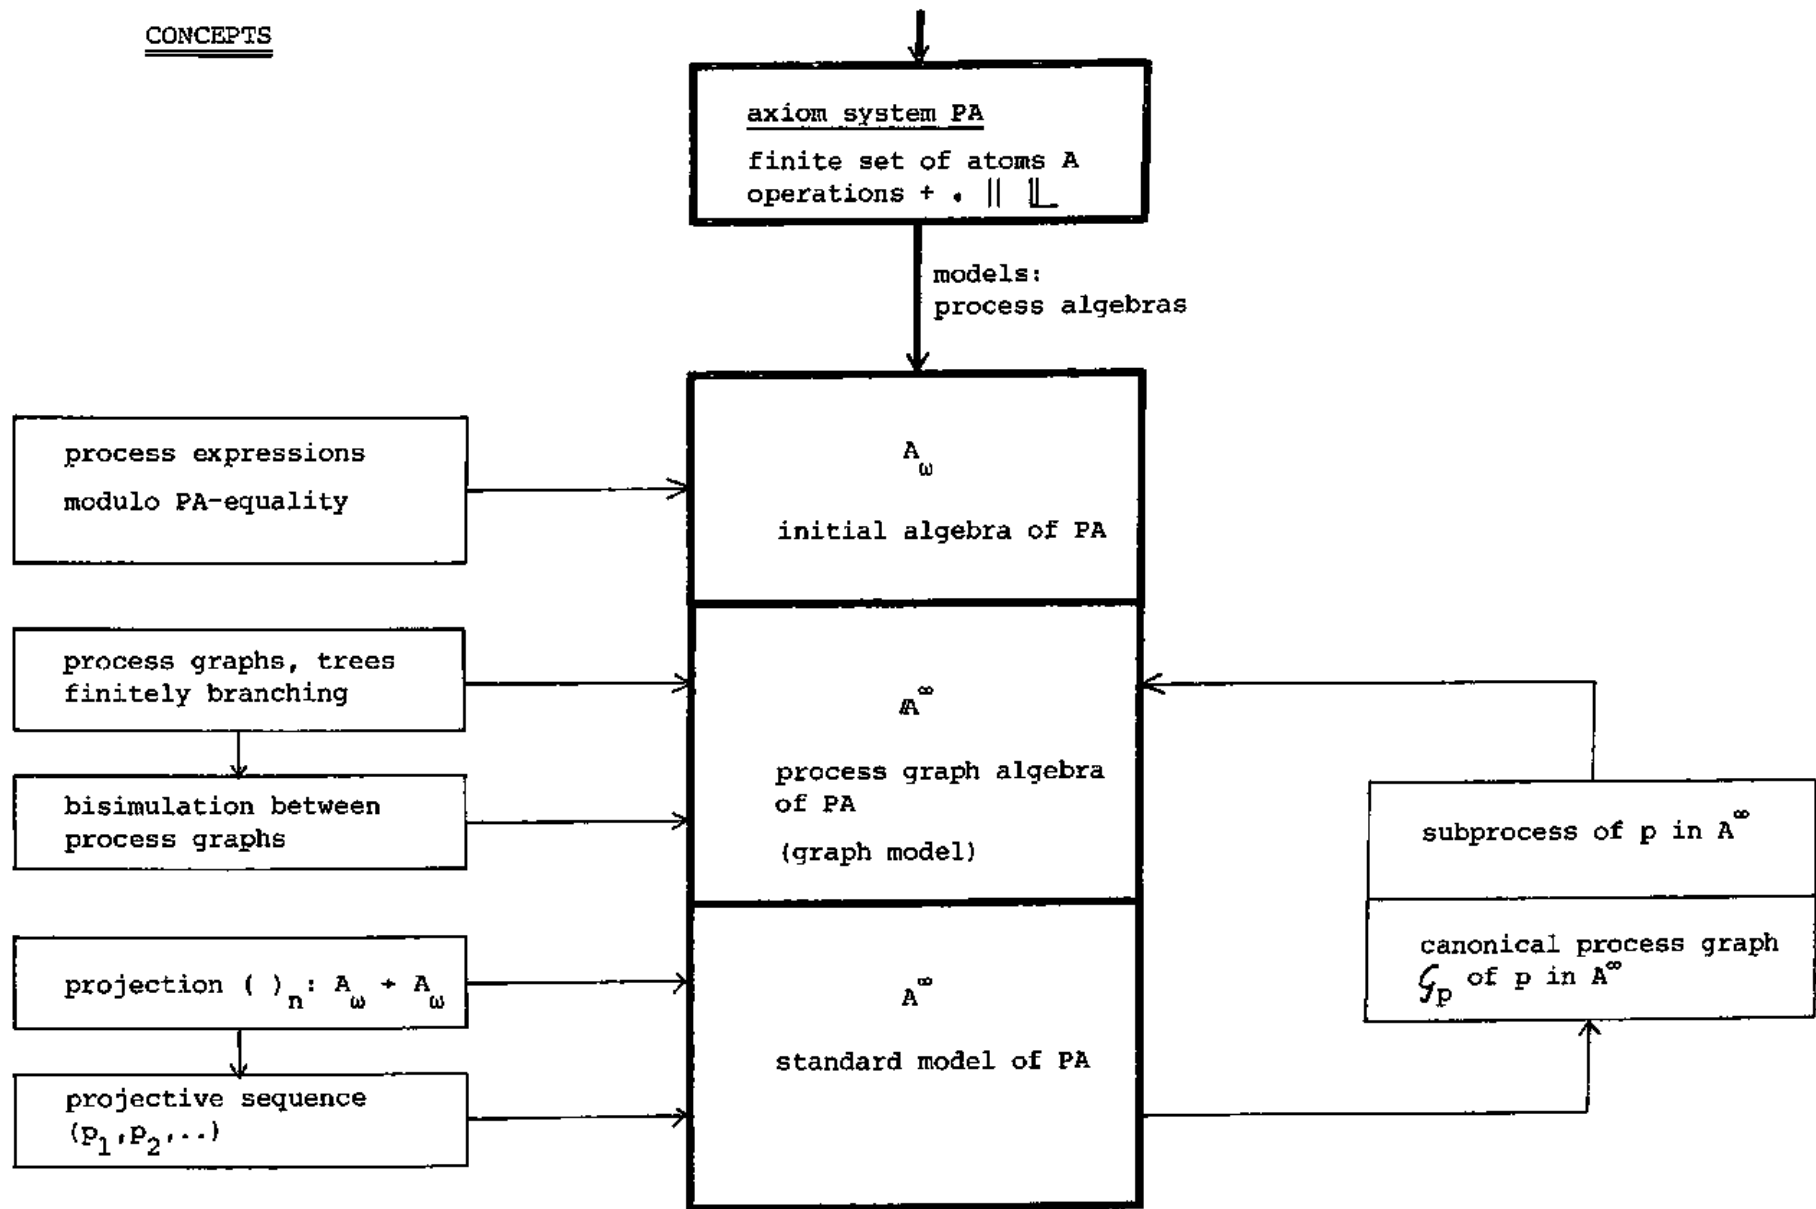 CONCEPTS
axiom system PA
finite set of atoms A
operations + . || ⌊⌊
models:
process algebras
process expressions
modulo PA-equality
A_ω
initial algebra of PA
process graphs, trees
finitely branching
bisimulation between
process graphs
𝔸^∞
process graph algebra
of PA
(graph model)
subprocess of p in A^∞
canonical process graph
𝒢_p of p in A^∞
projection ( )_n: A_ω + A_ω
projective sequence
(p_1,p_2,..)
A^∞
standard model of PA